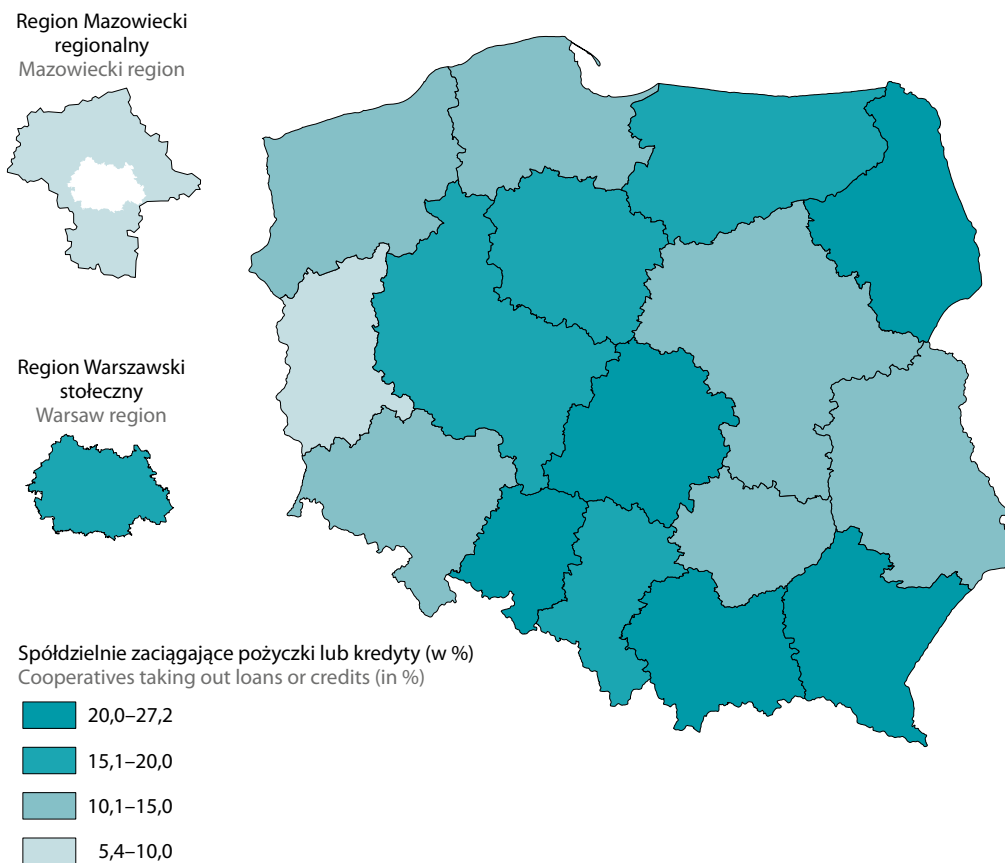 Region Mazowiecki
regionalny
Mazowiecki region
Region Warszawski
stołeczny
Warsaw region
Spółdzielnie zaciągające pożyczki lub kredyty (w %)
Cooperatives taking out loans or credits (in %)
20,0–27,2
15,1–20,0
10,1–15,0
5,4–10,0